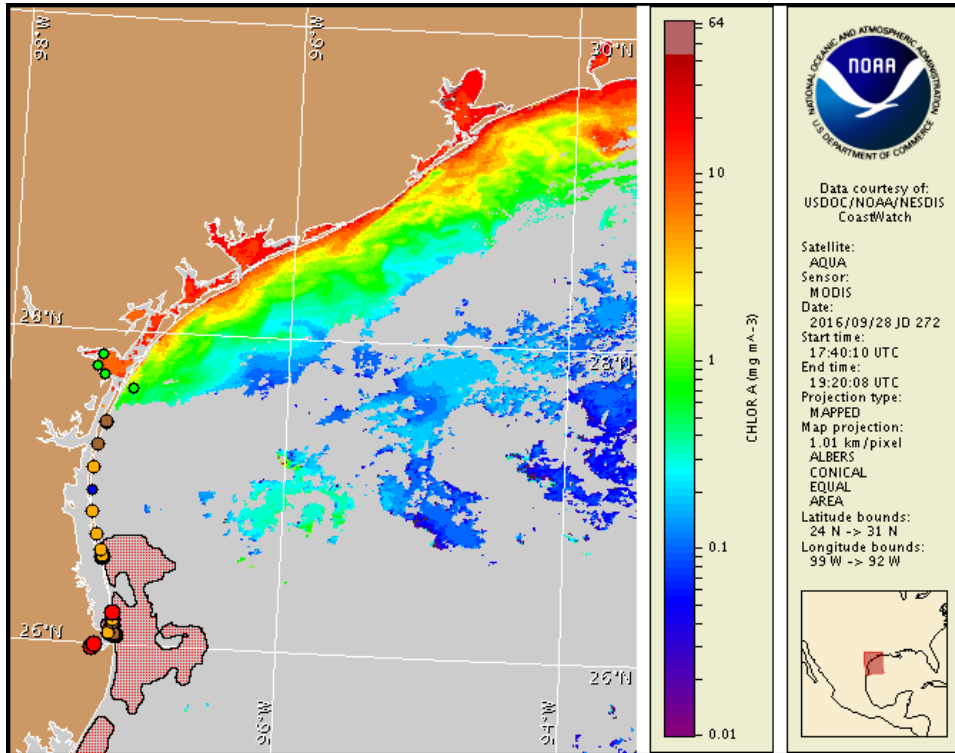 98°W
96°W
30°N
28°N
28°N
26°N
26°N
96°W
94°W
64
10
1
0.1
0.01
CHLOR A (mg m^-3)
NATIONAL OCEANIC AND ATMOSPHERIC ADMINISTRATION
NOAA
U.S. DEPARTMENT OF COMMERCE
Data courtesy of:
USDOC/NOAA/NESDIS
CoastWatch
Satellite:
AQUA
Sensor:
MODIS
Date:
2016/09/28 JD 272
Start time:
17:40:10 UTC
End time:
19:20:08 UTC
Projection type:
MAPPED
Map projection:
1.01 km/pixel
ALBERS
CONICAL
EQUAL
AREA
Latitude bounds:
24 N -> 31 N
Longitude bounds:
99 W -> 92 W